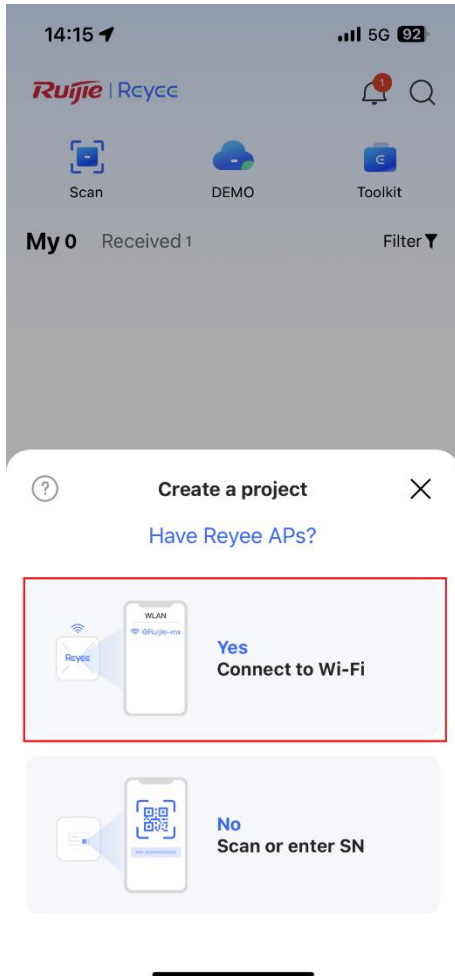 14:15 5G 92
Ruijie | Reyee 1
Scan DEMO Toolkit
My 0 Received 1 Filter
? Create a project
Have Reyee APs?
WLAN
@Ruijie-mx
Reyee
Yes
Connect to Wi-Fi
No
Scan or enter SN